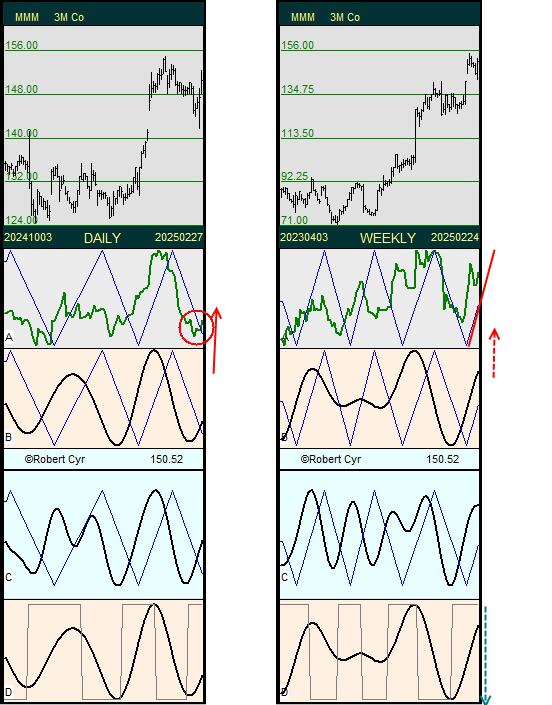 MMM 3M Co
156.00
148.00
140.00
132.00
124.00
20241003 DAILY 20250227
A
B
©Robert Cyr 150.52
C
D
MMM 3M Co
156.00
134.75
113.50
92.25
71.00
20230403 WEEKLY 20250224
A
B
©Robert Cyr 150.52
C
D